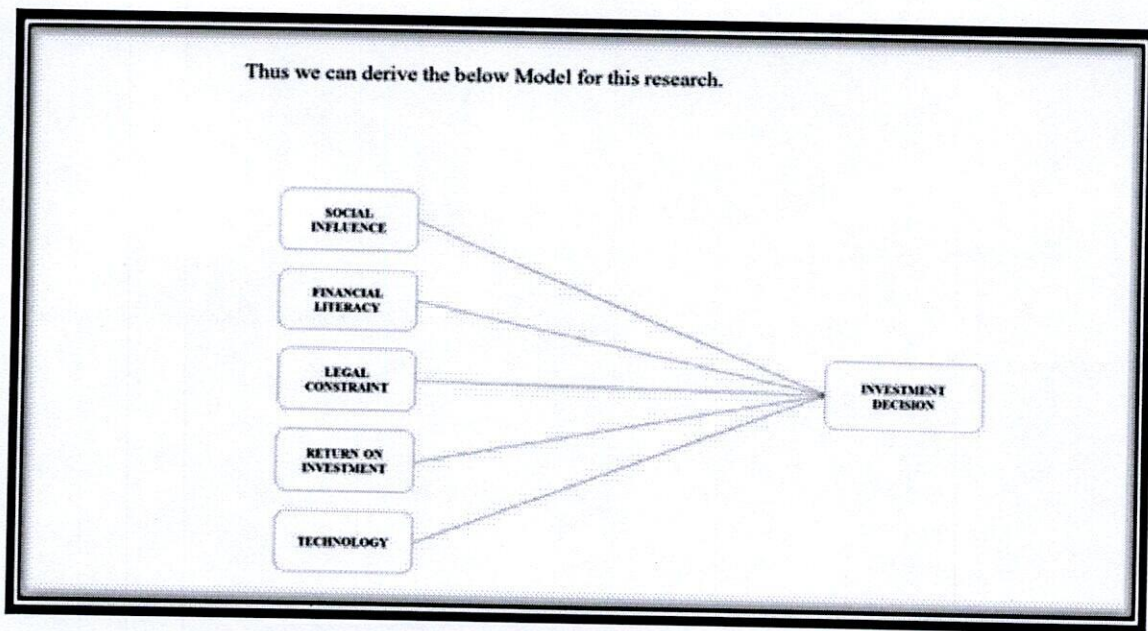 Thus we can derive the below Model for this research.
SOCIAL
INFLUENCE
FINANCIAL
LITERACY
LEGAL
CONSTRAINT
RETURN ON
INVESTMENT
TECHNOLOGY
INVESTMENT
DECISION